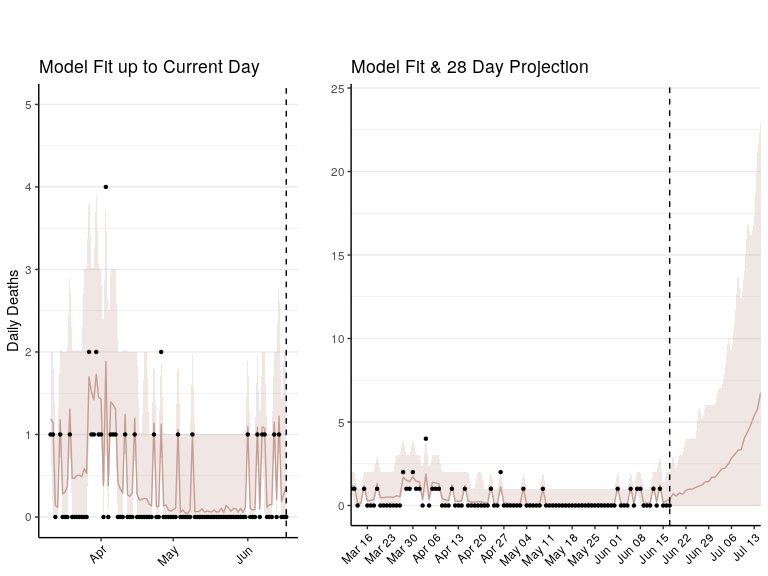 Model Fit up to Current Day
Model Fit & 28 Day Projection
Daily Deaths
5
4
3
2
1
0
Apr
May
Jun
25
20
15
10
5
0
Mar 16
Mar 23
Mar 30
Apr 06
Apr 13
Apr 20
Apr 27
May 04
May 11
May 18
May 25
Jun 01
Jun 08
Jun 15
Jun 22
Jun 29
Jul 06
Jul 13